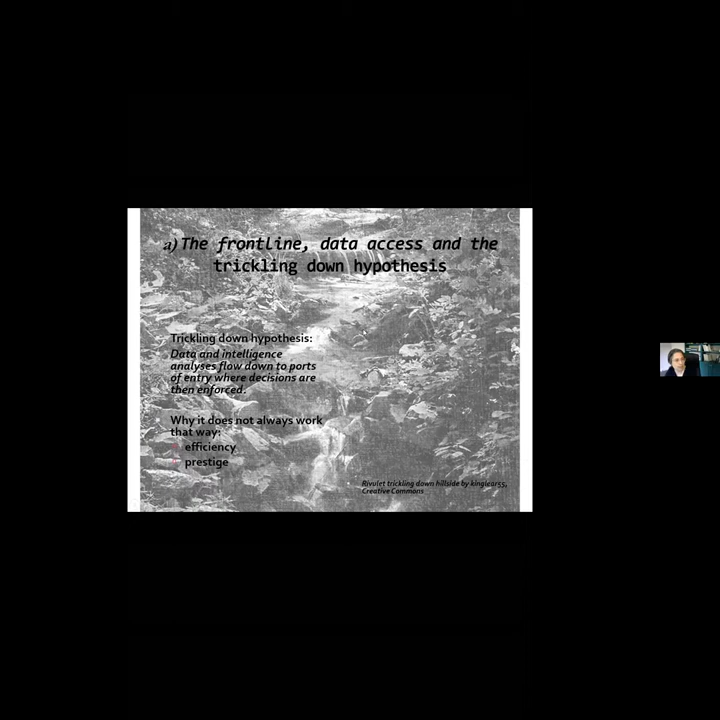 a) The frontline, data access and the
trickling down hypothesis
Trickling down hypothesis:
Data and intelligence
analyses flow down to ports
of entry where decisions are
then enforced.
Why it does not always work
that way:
efficiency
prestige
Rivulet trickling down hillside by kinglear55,
Creative Commons